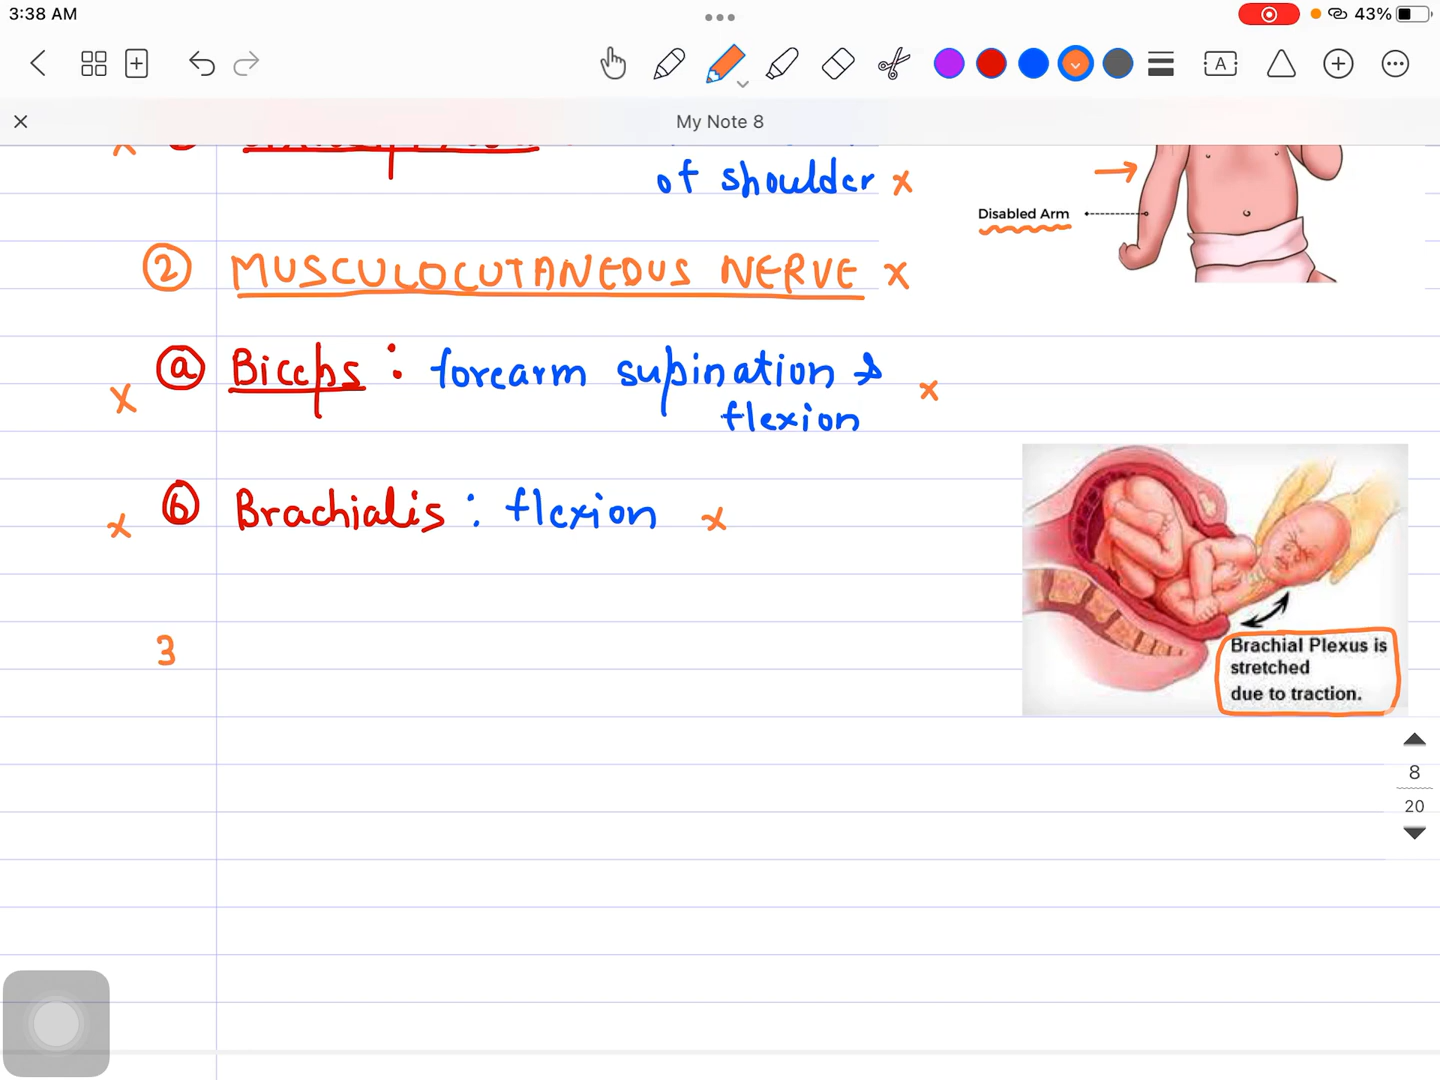 3:38 AM
43%
A
My Note 8
x
of shoulder x
Disabled Arm
② MUSCULOCUTANEOUS NERVE x
x ⓐ Biceps : forearm supination & x
flexion
x ⓑ Brachialis : flexion x
3
Brachial Plexus is
stretched
due to traction.
8
20